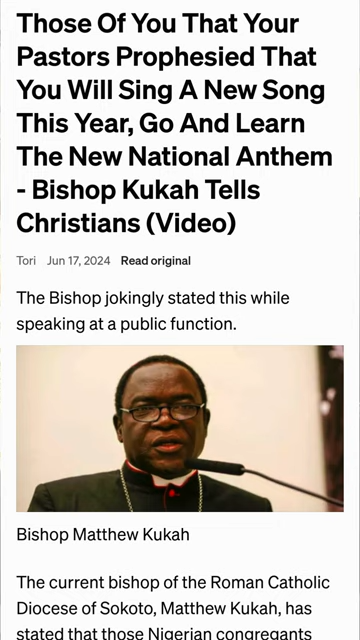 Those Of You That Your
Pastors Prophesied That
You Will Sing A New Song
This Year, Go And Learn
The New National Anthem
- Bishop Kukah Tells
Christians (Video)
Tori Jun 17, 2024 Read original
The Bishop jokingly stated this while
speaking at a public function.
Bishop Matthew Kukah
The current bishop of the Roman Catholic
Diocese of Sokoto, Matthew Kukah, has
stated that those Nigerian congregants